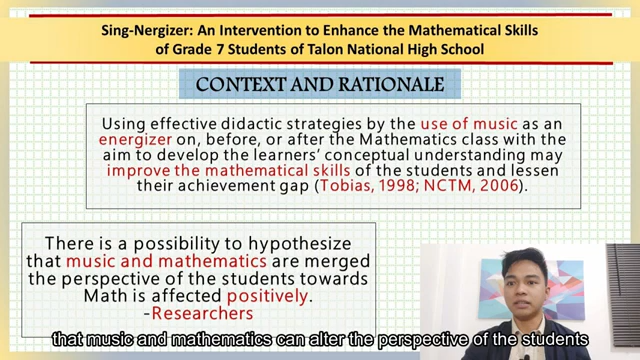 Sing-Nergizer: An Intervention to Enhance the Mathematical Skills
of Grade 7 Students of Talon National High School
CONTEXT AND RATIONALE
Using effective didactic strategies by the use of music as an
energizer on, before, or after the Mathematics class with the
aim to develop the learners' conceptual understanding may
improve the mathematical skills of the students and lessen
their achievement gap (Tobias, 1998; NCTM, 2006).
There is a possibility to hypothesize
that music and mathematics are merged
the perspective of the students towards
Math is affected positively.
-Researchers
that music and mathematics can alter the perspective of the students